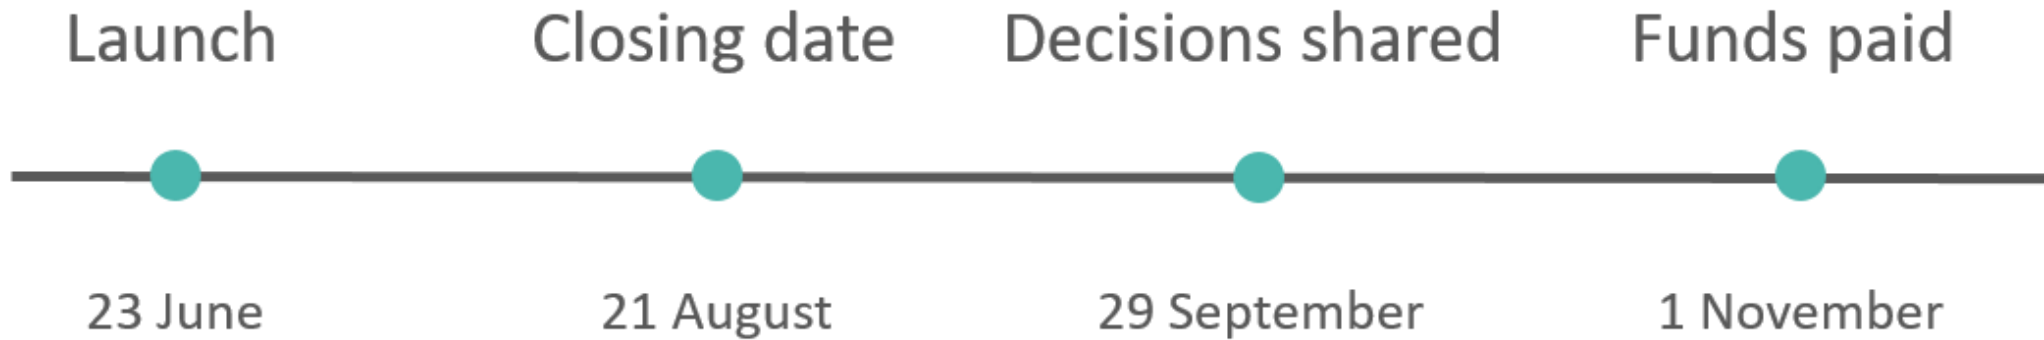 Launch Closing date Decisions shared Funds paid
23 June 21 August 29 September 1 November